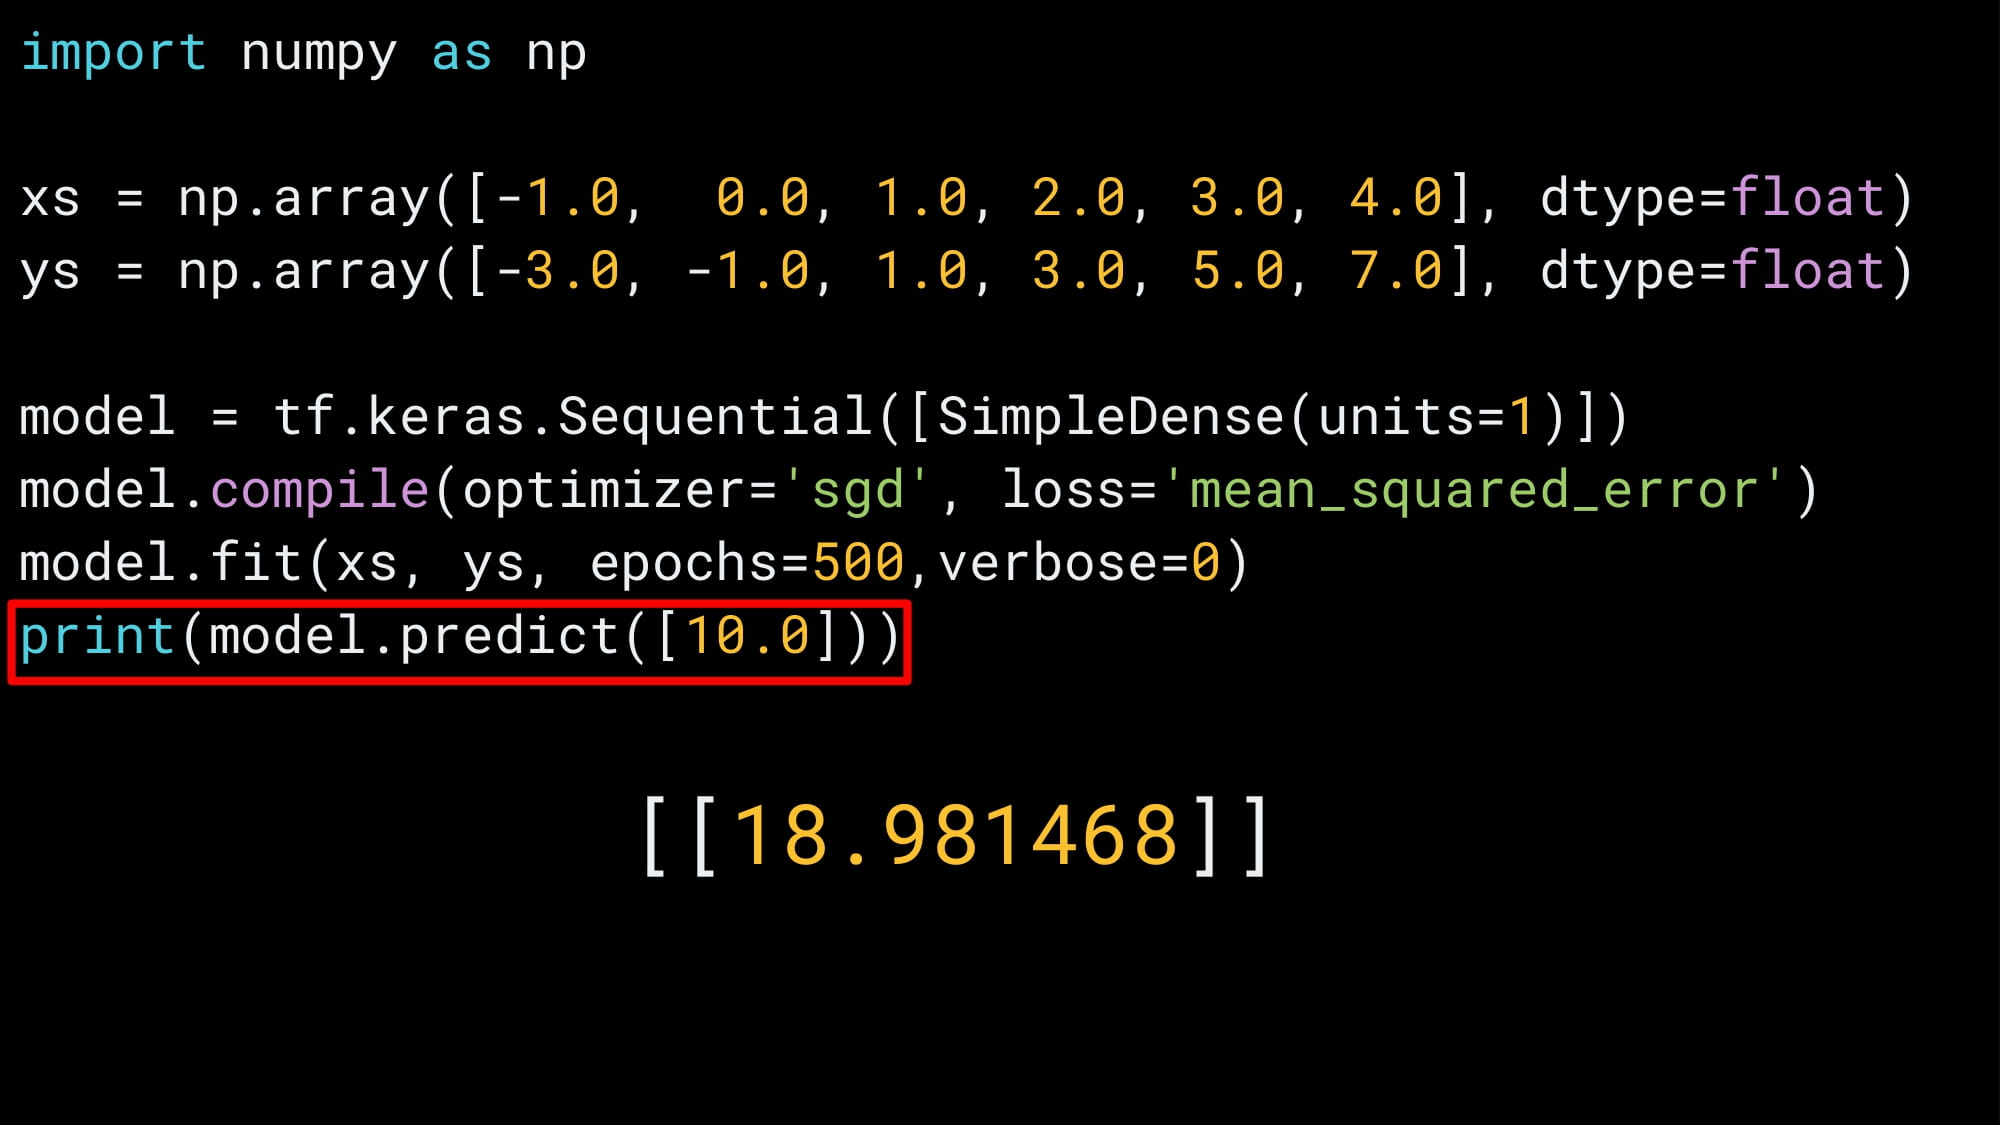 import numpy as np
xs = np.array([-1.0,  0.0, 1.0, 2.0, 3.0, 4.0], dtype=float)
ys = np.array([-3.0, -1.0, 1.0, 3.0, 5.0, 7.0], dtype=float)
model = tf.keras.Sequential([SimpleDense(units=1)])
model.compile(optimizer='sgd', loss='mean_squared_error')
model.fit(xs, ys, epochs=500,verbose=0)
print(model.predict([10.0]))
[[18.981468]]